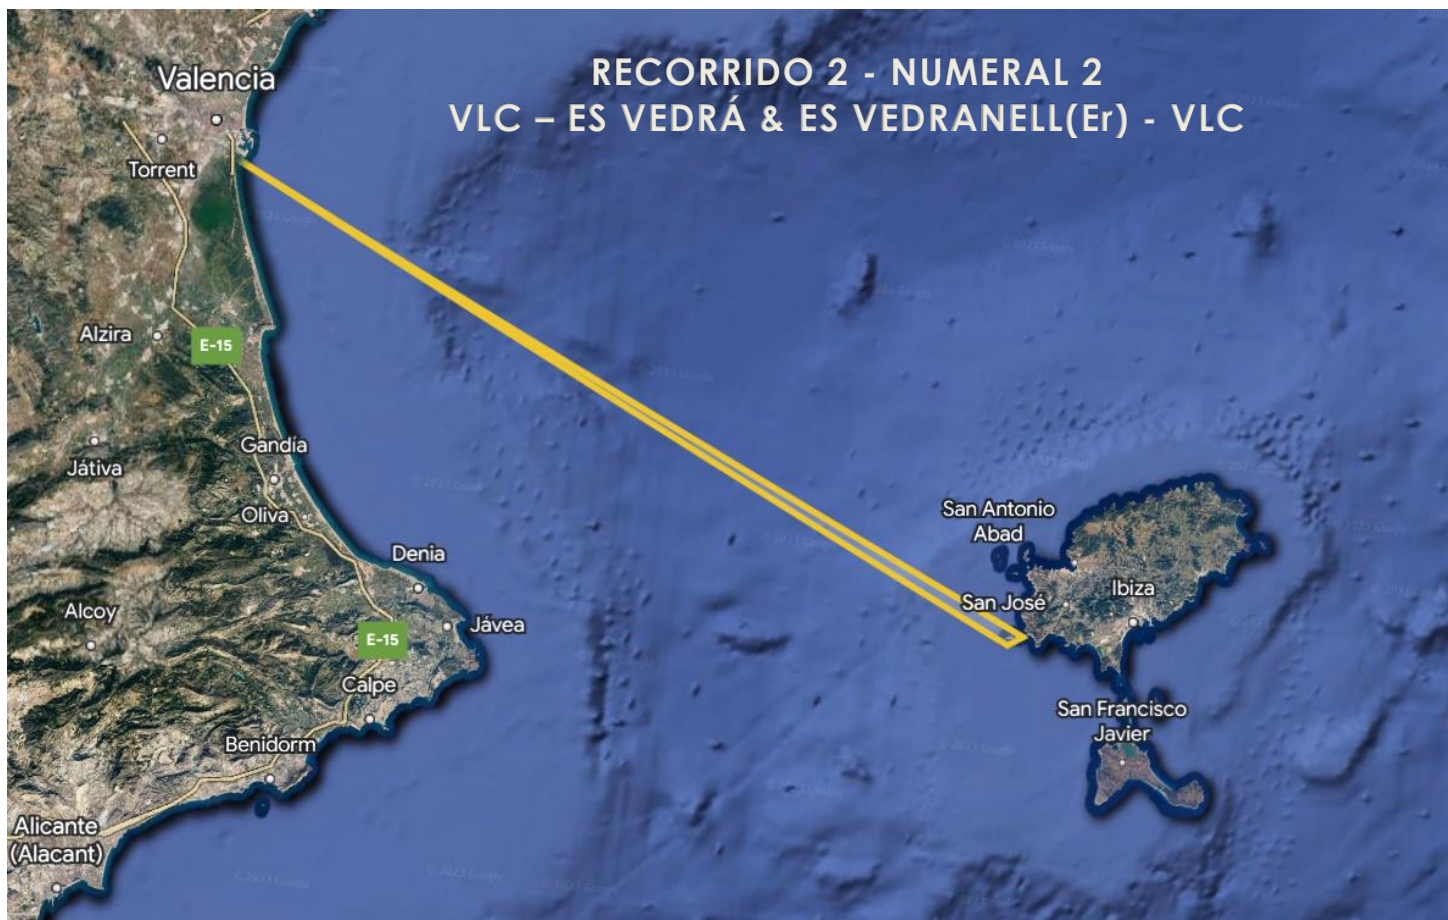 RECORRIDO 2 - NUMERAL 2
VLC – ES VEDRÁ & ES VEDRANELL(Er) - VLC
Valencia
Torrent
Alzira
E-15
Gandía
Játiva
Oliva
San Antonio
Abad
Denia
Ibiza
San José
Alcoy
E-15
Jávea
Calpe
San Francisco
Javier
Benidorm
Alicante
(Alacant)